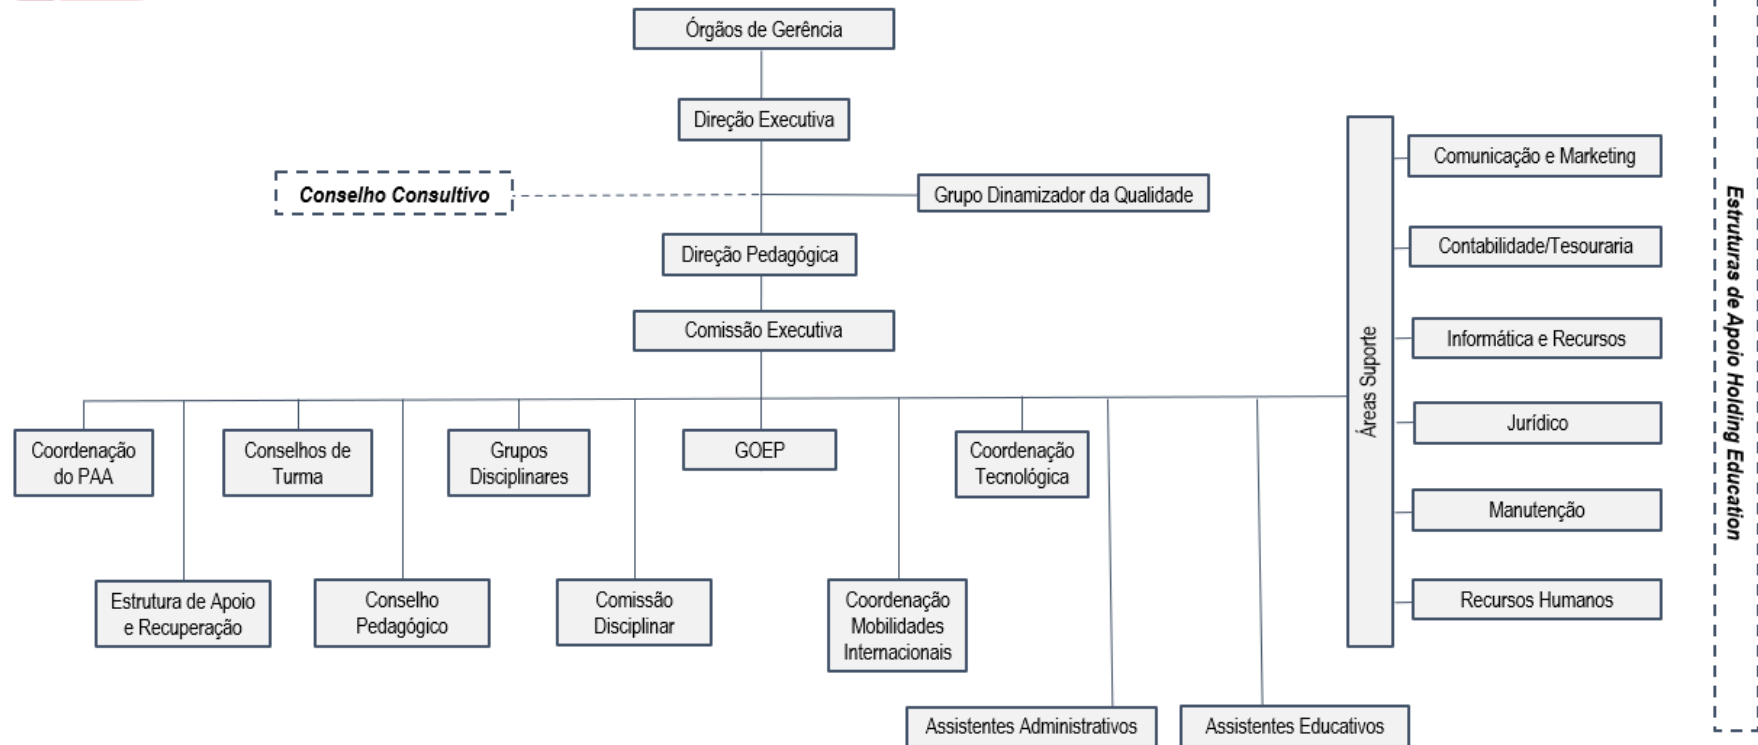 Órgãos de Gerência
Direção Executiva
Conselho Consultivo
Grupo Dinamizador da Qualidade
Direção Pedagógica
Comissão Executiva
Coordenação
do PAA
Conselhos de
Turma
Grupos
Disciplinares
GOEP
Coordenação
Tecnológica
Estrutura de Apoio
e Recuperação
Conselho
Pedagógico
Comissão
Disciplinar
Coordenação
Mobilidades
Internacionais
Assistentes Administrativos
Assistentes Educativos
Áreas Suporte
Comunicação e Marketing
Contabilidade/Tesouraria
Informática e Recursos
Jurídico
Manutenção
Recursos Humanos
Estruturas de Apoio Holding Education